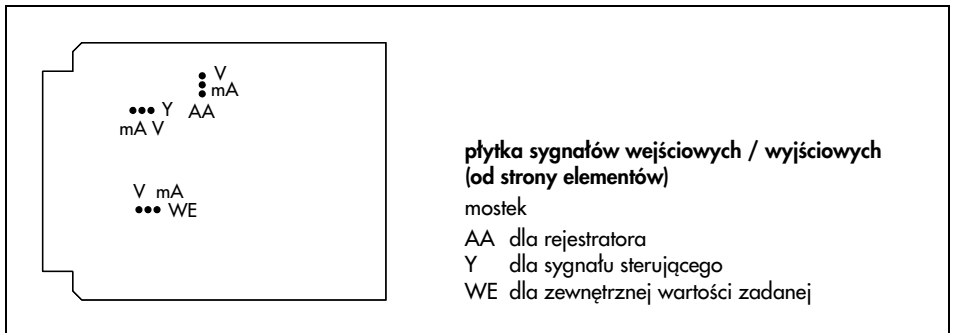 V
mA
Y AA
mA V
V mA
WE
płytka sygnałów wejściowych / wyjściowych
(od strony elementów)
mostek
AA dla rejestratora
Y dla sygnału sterującego
WE dla zewnętrznej wartości zadanej